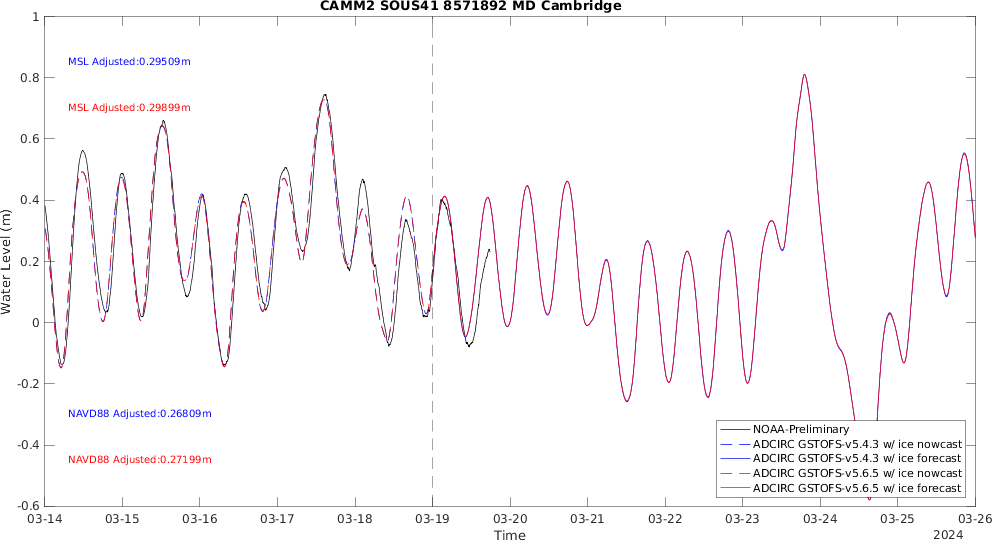 CAMM2 SOUS41 8571892 MD Cambridge
1
0.8
0.6
0.4
0.2
0
-0.2
-0.4
-0.6
Water Level (m)
MSL Adjusted:0.29509m
MSL Adjusted:0.29899m
NAVD88 Adjusted:0.26809m
NAVD88 Adjusted:0.27199m
NOAA-Preliminary
ADCIRC GSTOFS-v5.4.3 w/ ice nowcast
ADCIRC GSTOFS-v5.4.3 w/ ice forecast
ADCIRC GSTOFS-v5.6.5 w/ ice nowcast
ADCIRC GSTOFS-v5.6.5 w/ ice forecast
03-14 03-15 03-16 03-17 03-18 03-19 03-20 03-21 03-22 03-23 03-24 03-25 03-26
Time
2024